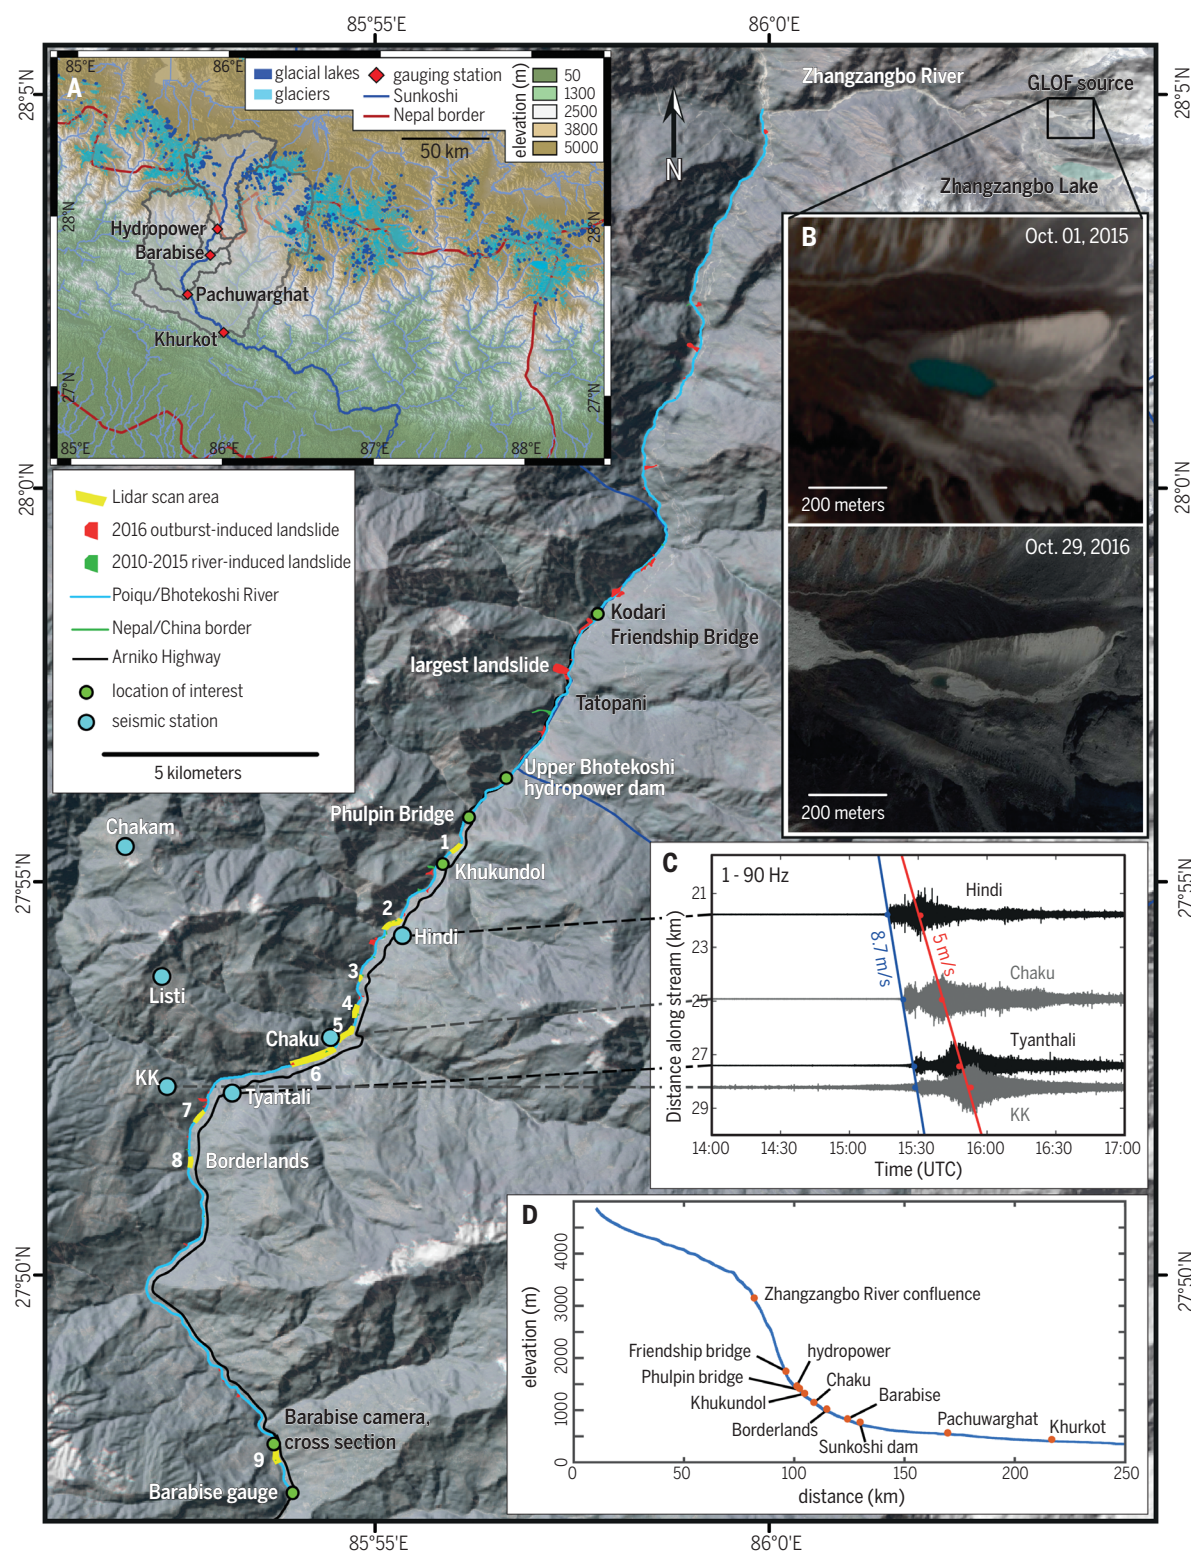 85°55'E
86°0'E
28°5'N
28°5'N
28°0'N
28°0'N
27°55'N
27°55'N
27°50'N
27°50'N
85°55'E
86°0'E
A
85°E
86°E
glacial lakes
glaciers
gauging station
Sunkoshi
Nepal border
50 km
elevation (m)
50
1300
2500
3800
5000
28°N
28°N
27°N
27°N
Hydropower
Barabise
Pachuwarghat
Khurkot
85°E
86°E
87°E
88°E
Zhangzangbo River
GLOF source
Zhangzangbo Lake
N
B
Oct. 01, 2015
200 meters
Oct. 29, 2016
200 meters
Lidar scan area
2016 outburst-induced landslide
2010-2015 river-induced landslide
Poiqu/Bhotekoshi River
Nepal/China border
Arniko Highway
location of interest
seismic station
5 kilometers
Kodari
Friendship Bridge
largest landslide
Tatopani
Upper Bhotekoshi
hydropower dam
Phulpin Bridge
Chakam
1
Khukundol
2
Hindi
3
Listi
4
5
Chaku
6
KK
Tyantali
7
8
Borderlands
Barabise camera,
cross section
9
Barabise gauge
C
1 - 90 Hz
Hindi
8.7 m/s
5 m/s
Chaku
Tyanthali
KK
Distance along stream (km)
21
23
25
27
29
14:00
14:30
15:00
15:30
16:00
16:30
17:00
Time (UTC)
D
elevation (m)
4000
3000
2000
1000
0
Zhangzangbo River confluence
Friendship bridge
hydropower
Phulpin bridge
Chaku
Khukundol
Barabise
Borderlands
Sunkoshi dam
Pachuwarghat
Khurkot
0
50
100
150
200
250
distance (km)